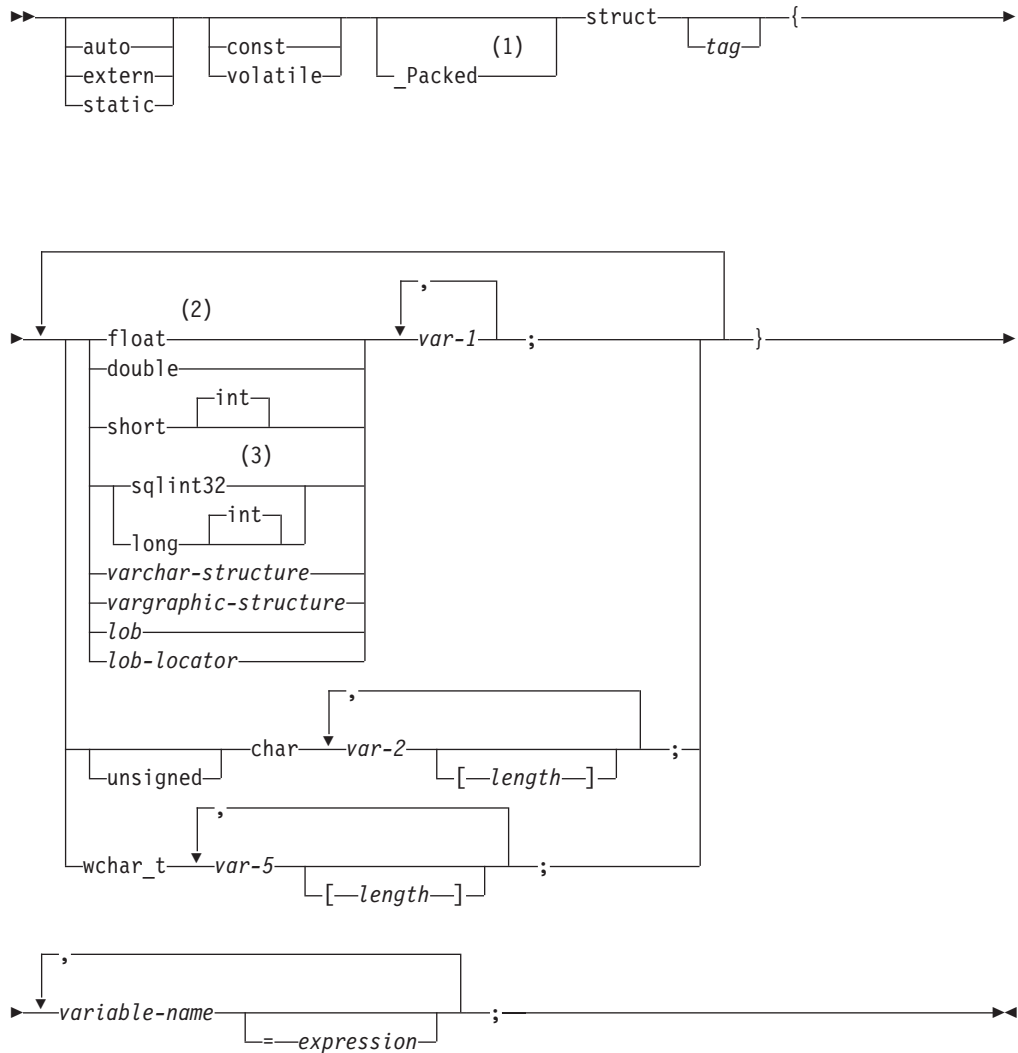 struct {
auto const (1) tag
extern volatile _Packed
static
,
(2)
float var-1 ; }
double
int
short
(3)
sqlint32
int
long
varchar-structure
vargraphic-structure
lob
lob-locator
,
char var-2 ;
unsigned [ length ]
,
wchar_t var-5 ;
[ length ]
,
variable-name ;
= expression